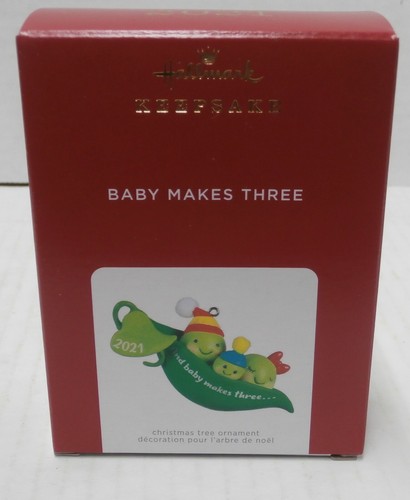 Hallmark
KEEPSAKE
BABY MAKES THREE
2021
and baby makes three...
christmas tree ornament
décoration pour l'arbre de noël